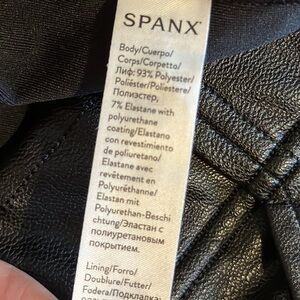 SPANX
Body/Cuerpo/
Corps/Corpetto/
Лиф: 93% Polyester/
Poliéster/Poliestere/
Полиэстер,
7% Elastane with
polyurethane
coating/Elastano
con revestimiento
de poliuretano/
Elastane avec
revêtement en
Polyuréthanne/
Elastan mit
Polyurethan-Beschi
chtung/Эластан с
полиуретановым
покрытием.
Lining/Forro/
Doublure/Futter/
Fodera/Подкладка: